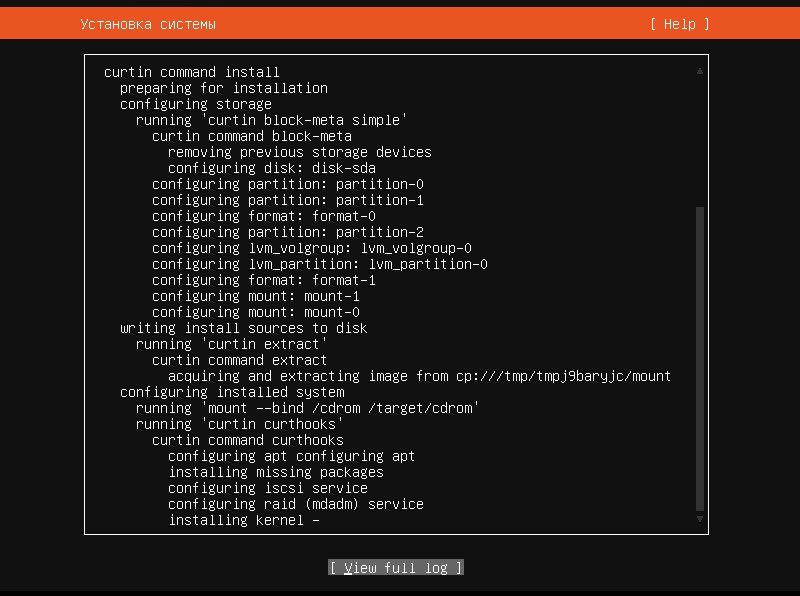 Установка системы [ Help ]
curtin command install
preparing for installation
configuring storage
running 'curtin block-meta simple'
curtin command block-meta
removing previous storage devices
configuring disk: disk-sda
configuring partition: partition-0
configuring partition: partition-1
configuring format: format-0
configuring partition: partition-2
configuring lvm_volgroup: lvm_volgroup-0
configuring lvm_partition: lvm_partition-0
configuring format: format-1
configuring mount: mount-1
configuring mount: mount-0
writing install sources to disk
running 'curtin extract'
curtin command extract
acquiring and extracting image from cp:///tmp/tmpj9baryjc/mount
configuring installed system
running 'mount --bind /cdrom /target/cdrom'
running 'curtin curthooks'
curtin command curthooks
configuring apt configuring apt
installing missing packages
configuring iscsi service
configuring raid (mdadm) service
installing kernel -
[ View full log ]